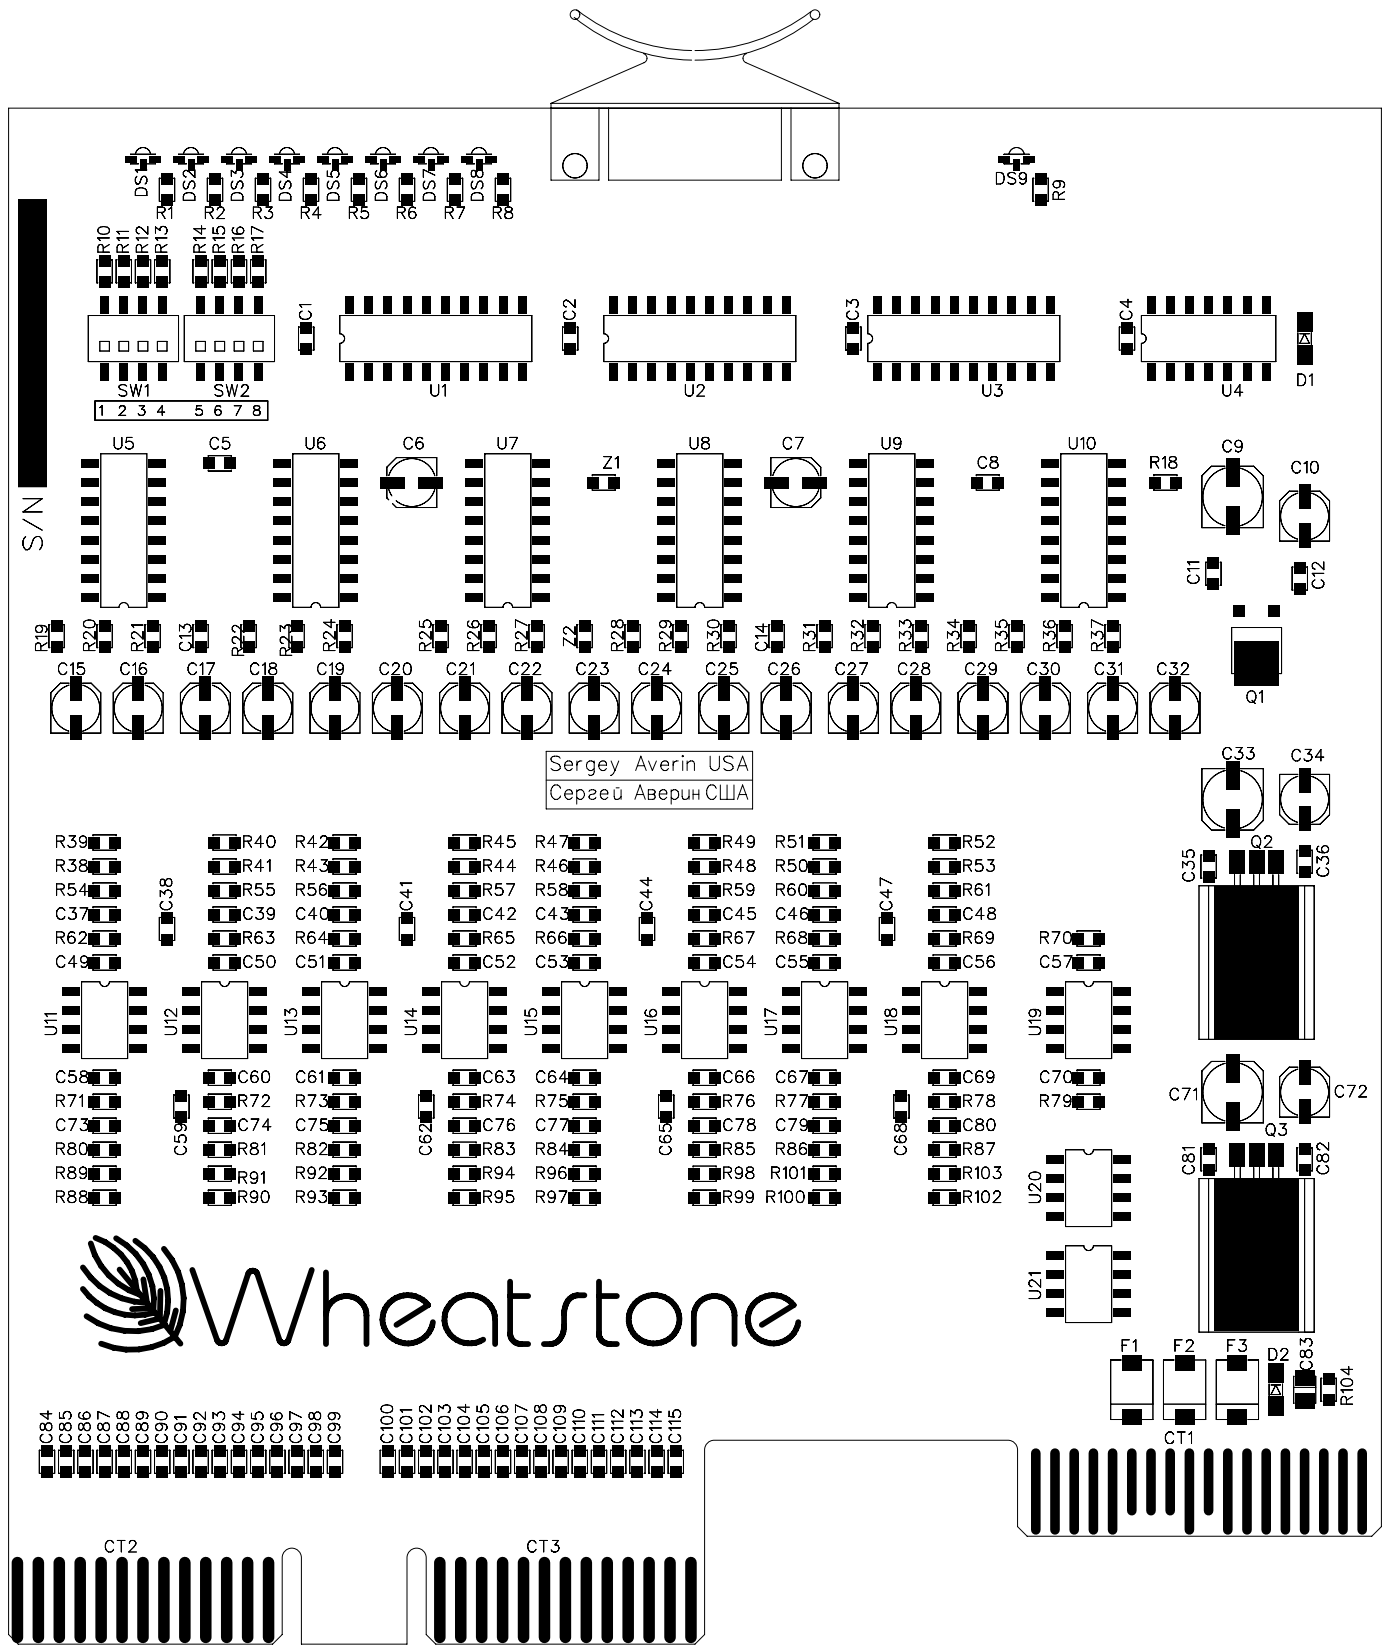 DS1 DS2 DS3 DS4 DS5 DS6 DS7 DS8 DS9
R1 R2 R3 R4 R5 R6 R7 R8 R9
R10 R11 R12 R13 R14 R15 R16 R17
C1 C2 C3 C4
SW1 SW2 U1 U2 U3 U4 D1
1 2 3 4 5 6 7 8
U5 C5 U6 C6 U7 Z1 U8 C7 U9 C8 U10 R18 C9 C10
S/N
C11 C12
R19 R20 R21 C13 R22 R23 R24 R25 R26 R27 Z2 R28 R29 R30 C14 R31 R32 R33 R34 R35 R36 R37
C15 C16 C17 C18 C19 C20 C21 C22 C23 C24 C25 C26 C27 C28 C29 C30 C31 C32
Q1
Sergey Averin USA
Сергей Аверин США
C33 C34
R39 R40 R42 R45 R47 R49 R51 R52 Q2
R38 R41 R43 R44 R46 R48 R50 R53 C35 C36
R54 R55 R56 R57 R58 R59 R60 R61
C38 C41 C44 C47
C37 C39 C40 C42 C43 C45 C46 C48
R62 R63 R64 R65 R66 R67 R68 R69 R70
C49 C50 C51 C52 C53 C54 C55 C56 C57
U11 U12 U13 U14 U15 U16 U17 U18 U19
C58 C60 C61 C63 C64 C66 C67 C69 C70
C71 C72
R71 R72 R73 R74 R75 R76 R77 R78 R79
C73 C74 C75 C76 C77 C78 C79 C80 Q3
C59 C62 C65 C68
R80 R81 R82 R83 R84 R85 R86 R87 C81 C82
R89 R91 R92 R94 R96 R98 R101 R103
R88 R90 R93 R95 R97 R99 R100 R102 U20
U21
Wheatstone
F1 F2 F3 D2 C83 R104
C84 C85 C86 C87 C88 C89 C90 C91 C92 C93 C94 C95 C96 C97 C98 C99 C100 C101 C102 C103 C104 C105 C106 C107 C108 C109 C110 C111 C112 C113 C114 C115
CT1
CT2 CT3